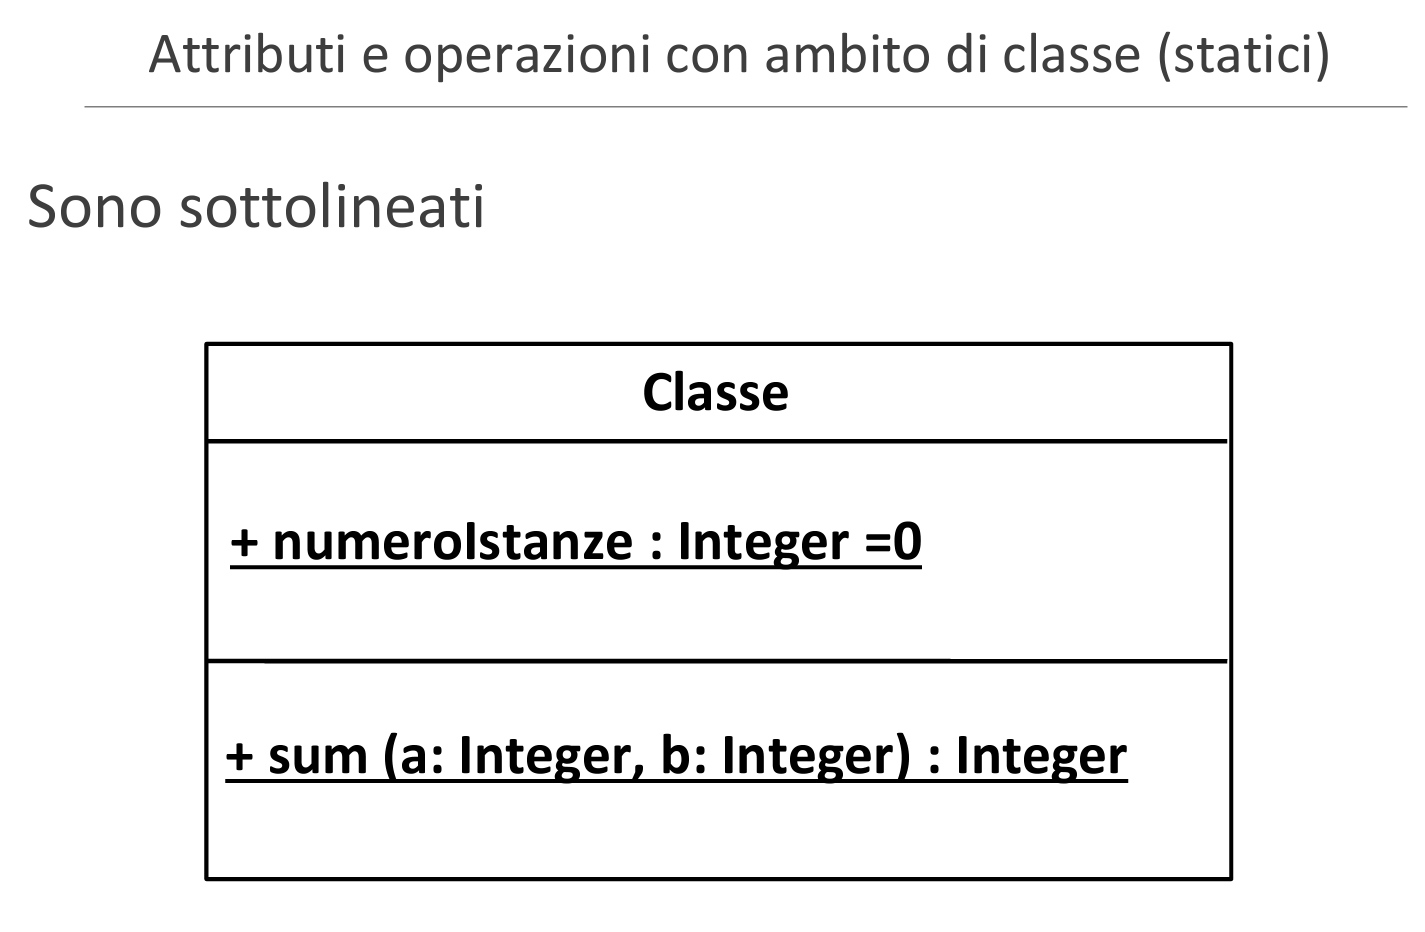 Attributi e operazioni con ambito di classe (statici)
Sono sottolineati
Classe
+ numeroIstanze : Integer =0
+ sum (a: Integer, b: Integer) : Integer